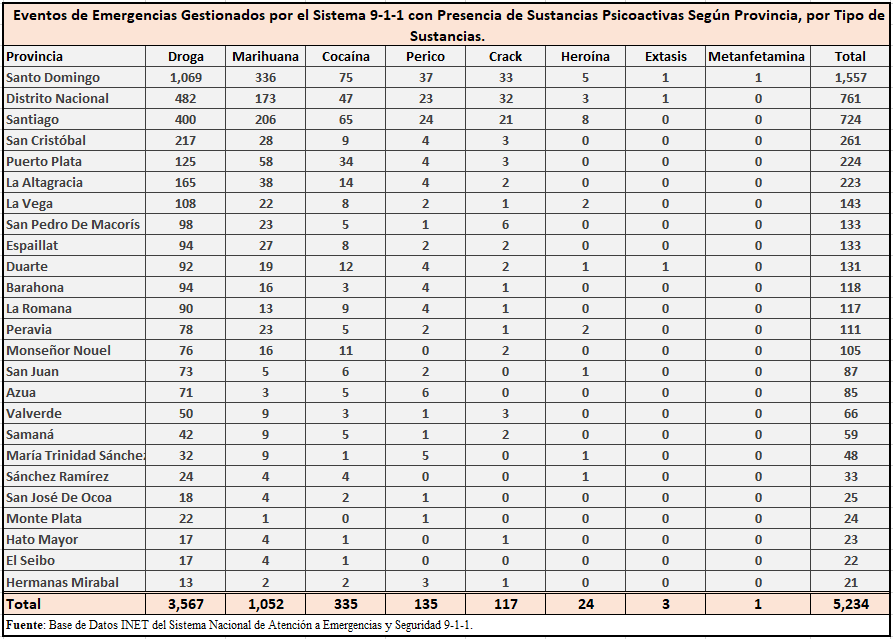 Eventos de Emergencias Gestionados por el Sistema 9-1-1 con Presencia de Sustancias Psicoactivas Según Provincia, por Tipo de
Sustancias.
Provincia Droga Marihuana Cocaína Perico Crack Heroína Extasis Metanfetamina Total
Santo Domingo 1,069 336 75 37 33 5 1 1 1,557
Distrito Nacional 482 173 47 23 32 3 1 0 761
Santiago 400 206 65 24 21 8 0 0 724
San Cristóbal 217 28 9 4 3 0 0 0 261
Puerto Plata 125 58 34 4 3 0 0 0 224
La Altagracia 165 38 14 4 2 0 0 0 223
La Vega 108 22 8 2 1 2 0 0 143
San Pedro De Macorís 98 23 5 1 6 0 0 0 133
Espaillat 94 27 8 2 2 0 0 0 133
Duarte 92 19 12 4 2 1 1 0 131
Barahona 94 16 3 4 1 0 0 0 118
La Romana 90 13 9 4 1 0 0 0 117
Peravia 78 23 5 2 1 2 0 0 111
Monseñor Nouel 76 16 11 0 2 0 0 0 105
San Juan 73 5 6 2 0 1 0 0 87
Azua 71 3 5 6 0 0 0 0 85
Valverde 50 9 3 1 3 0 0 0 66
Samaná 42 9 5 1 2 0 0 0 59
María Trinidad Sánchez 32 9 1 5 0 1 0 0 48
Sánchez Ramírez 24 4 4 0 0 1 0 0 33
San José De Ocoa 18 4 2 1 0 0 0 0 25
Monte Plata 22 1 0 1 0 0 0 0 24
Hato Mayor 17 4 1 0 1 0 0 0 23
El Seibo 17 4 1 0 0 0 0 0 22
Hermanas Mirabal 13 2 2 3 1 0 0 0 21
Total 3,567 1,052 335 135 117 24 3 1 5,234
Fuente: Base de Datos INET del Sistema Nacional de Atención a Emergencias y Seguridad 9-1-1.